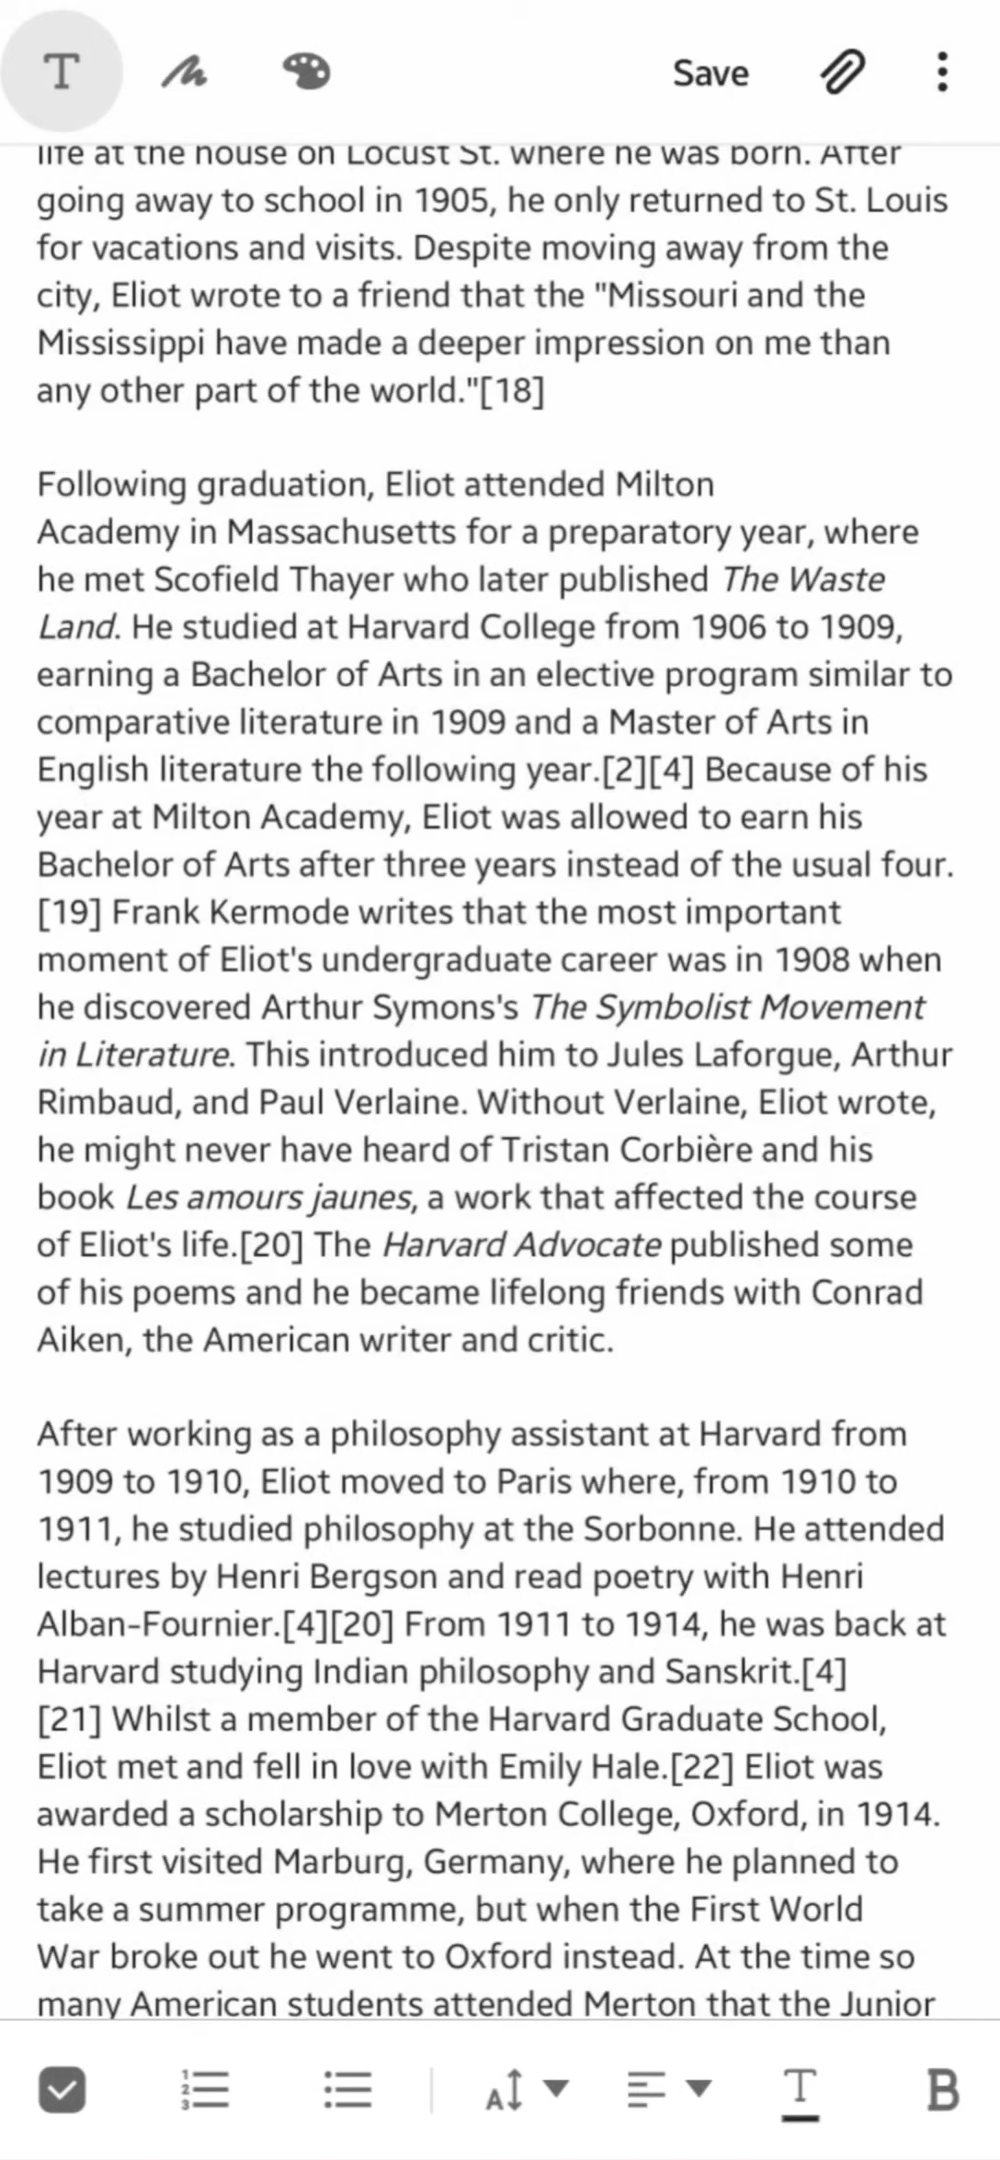 T
Save
life at the house on Locust St. where he was born. After
going away to school in 1905, he only returned to St. Louis
for vacations and visits. Despite moving away from the
city, Eliot wrote to a friend that the "Missouri and the
Mississippi have made a deeper impression on me than
any other part of the world."[18]
Following graduation, Eliot attended Milton
Academy in Massachusetts for a preparatory year, where
he met Scofield Thayer who later published The Waste
Land. He studied at Harvard College from 1906 to 1909,
earning a Bachelor of Arts in an elective program similar to
comparative literature in 1909 and a Master of Arts in
English literature the following year.[2][4] Because of his
year at Milton Academy, Eliot was allowed to earn his
Bachelor of Arts after three years instead of the usual four.
[19] Frank Kermode writes that the most important
moment of Eliot's undergraduate career was in 1908 when
he discovered Arthur Symons's The Symbolist Movement
in Literature. This introduced him to Jules Laforgue, Arthur
Rimbaud, and Paul Verlaine. Without Verlaine, Eliot wrote,
he might never have heard of Tristan Corbière and his
book Les amours jaunes, a work that affected the course
of Eliot's life.[20] The Harvard Advocate published some
of his poems and he became lifelong friends with Conrad
Aiken, the American writer and critic.
After working as a philosophy assistant at Harvard from
1909 to 1910, Eliot moved to Paris where, from 1910 to
1911, he studied philosophy at the Sorbonne. He attended
lectures by Henri Bergson and read poetry with Henri
Alban-Fournier.[4][20] From 1911 to 1914, he was back at
Harvard studying Indian philosophy and Sanskrit.[4]
[21] Whilst a member of the Harvard Graduate School,
Eliot met and fell in love with Emily Hale.[22] Eliot was
awarded a scholarship to Merton College, Oxford, in 1914.
He first visited Marburg, Germany, where he planned to
take a summer programme, but when the First World
War broke out he went to Oxford instead. At the time so
many American students attended Merton that the Junior
1 2 3 A T B